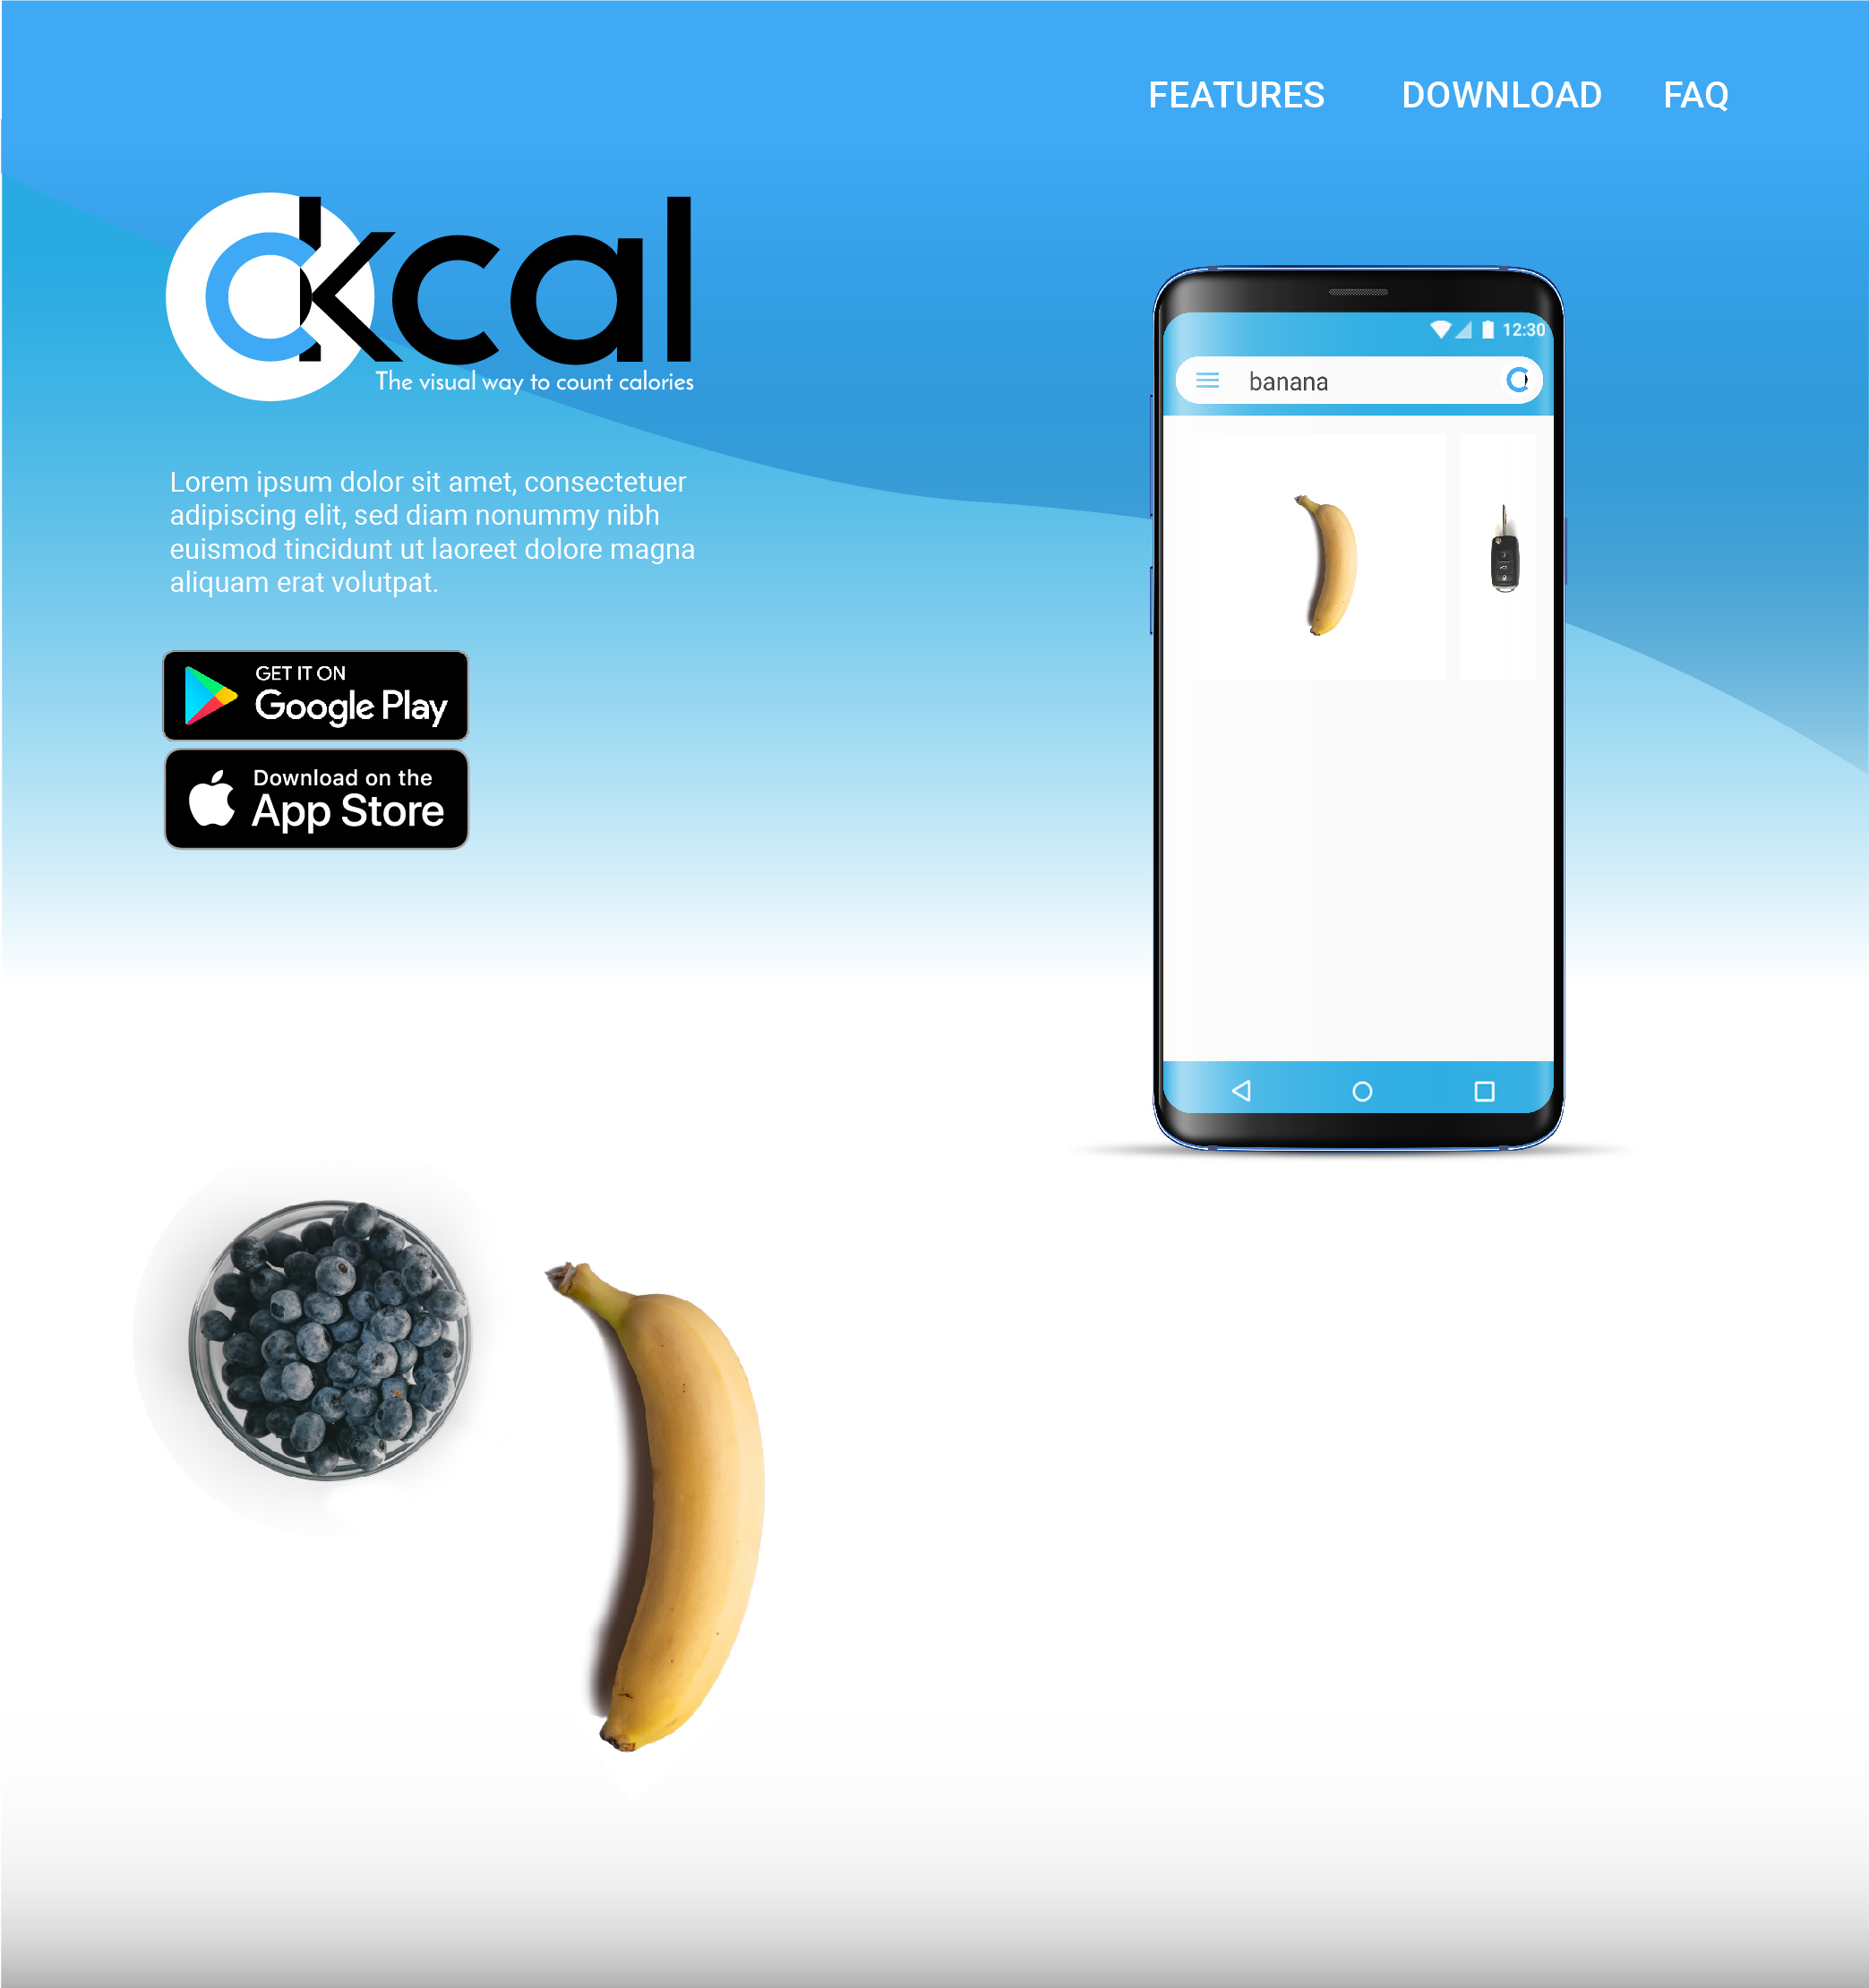 FEATURES DOWNLOAD FAQ
ckcal
The visual way to count calories
Lorem ipsum dolor sit amet, consectetuer
adipiscing elit, sed diam nonummy nibh
euismod tincidunt ut laoreet dolore magna
aliquam erat volutpat.
GET IT ON
Google Play
Download on the
App Store
12:30
banana